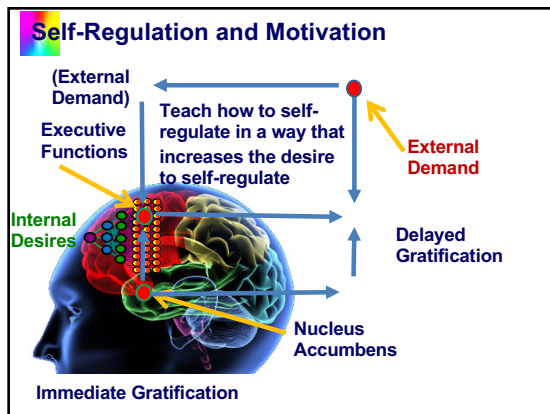 Self-Regulation and Motivation
(External
Demand)
Teach how to self-
regulate in a way that
increases the desire
to self-regulate
Executive
Functions
External
Demand
Internal
Desires
Delayed
Gratification
Nucleus
Accumbens
Immediate Gratification